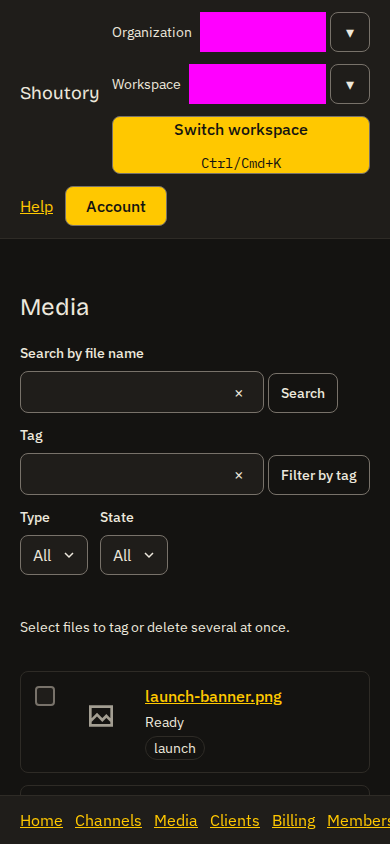 Shoutory
Organization
▼
Workspace
▼
Switch workspace
Ctrl/Cmd+K
Help
Account
Media
Search by file name
×
Search
Tag
×
Filter by tag
Type State
All All
Select files to tag or delete several at once.
launch-banner.png
Ready
launch
Home Channels Media Clients Billing Members